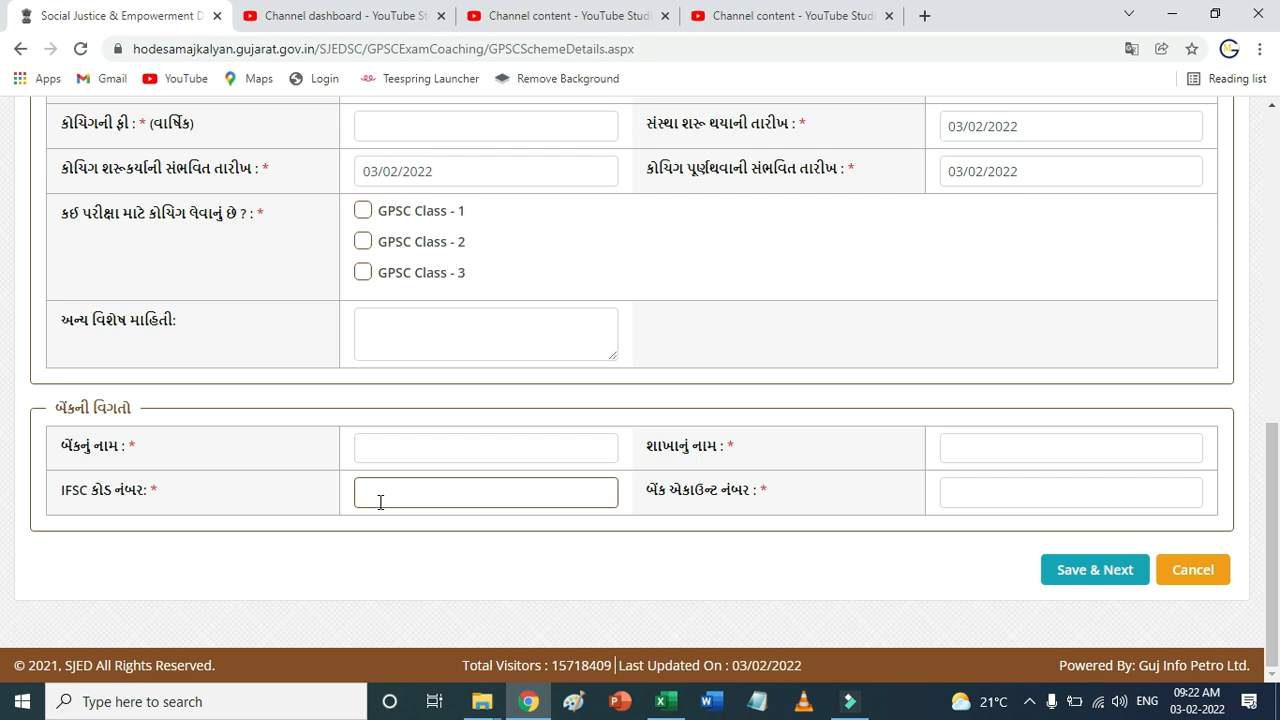 Social Justice & Empowerment D
Channel dashboard - YouTube St
Channel content - YouTube Studi
Channel content - YouTube Studi
hodesamajkalyan.gujarat.gov.in/SJEDSC/GPSCExamCoaching/GPSCSchemeDetails.aspx
Apps Gmail YouTube Maps Login Teespring Launcher Remove Background Reading list
કોચિંગની ફી : * (વાર્ષિક) સંસ્થા શરૂ થયાની તારીખ : * 03/02/2022
કોચિગ શરૂકર્યાની સંભવિત તારીખ : * 03/02/2022 કોચિગ પૂર્ણથવાની સંભવિત તારીખ : * 03/02/2022
કઈ પરીક્ષા માટે કોચિગ લેવાનું છે ? : * GPSC Class - 1
GPSC Class - 2
GPSC Class - 3
અન્ય વિશેષ માહિતી:
બેંકની વિગતો
બેંકનું નામ : * શાખાનું નામ : *
IFSC કોડ નંબર: * બેંક એકાઉન્ટ નંબર : *
Save & Next Cancel
© 2021, SJED All Rights Reserved. Total Visitors : 15718409 Last Updated On : 03/02/2022 Powered By: Guj Info Petro Ltd.
Type here to search 21°C ENG 09:22 AM
03-02-2022